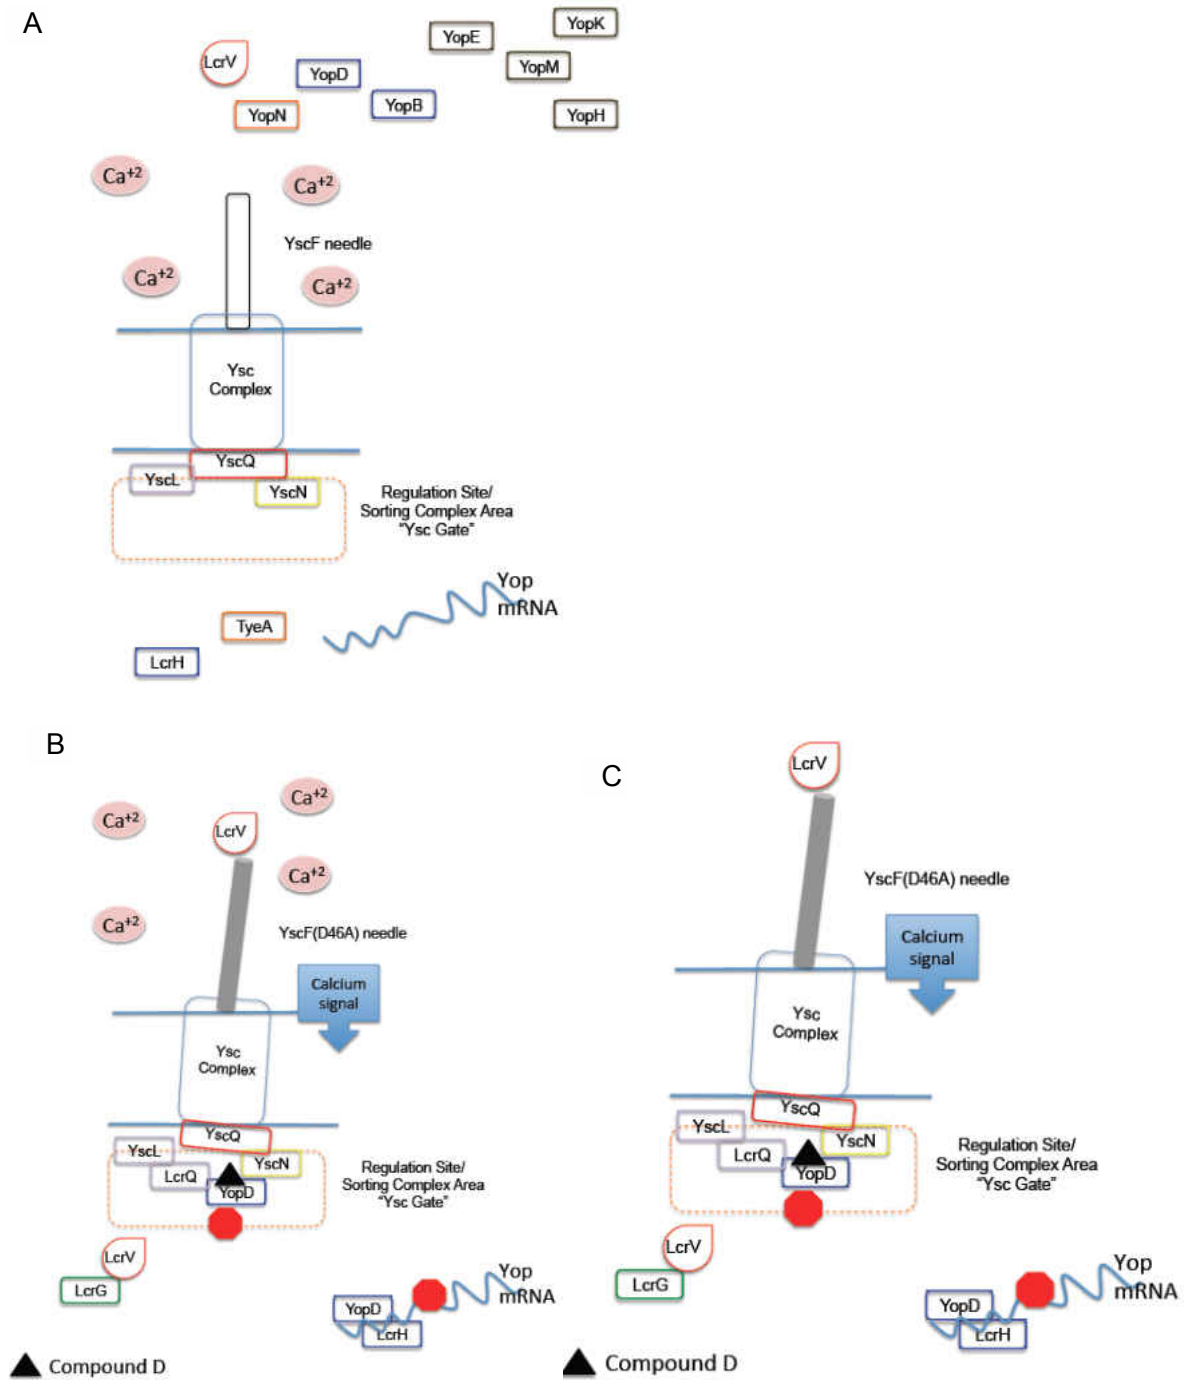 A
YopK
YopE
LcrV
YopM
YopD
YopB
YopN
YopH
Ca+2
Ca+2
YscF needle
Ca+2
Ca+2
Ysc
Complex
YscQ
YscL
YscN
Regulation Site/
Sorting Complex Area
"Ysc Gate"
Yop
mRNA
TyeA
LcrH
B
Ca+2
Ca+2
LcrV
Ca+2
Ca+2
YscF(D46A) needle
Calcium
signal
Ysc
Complex
YscQ
YscL
YscN
LcrQ
YopD
Regulation Site/
Sorting Complex Area
"Ysc Gate"
LcrV
LcrG
Yop
mRNA
YopD
LcrH
Compound D
C
LcrV
YscF(D46A) needle
Calcium
signal
Ysc
Complex
YscQ
YscL
YscN
LcrQ
YopD
Regulation Site/
Sorting Complex Area
"Ysc Gate"
LcrV
LcrG
Yop
mRNA
YopD
LcrH
Compound D